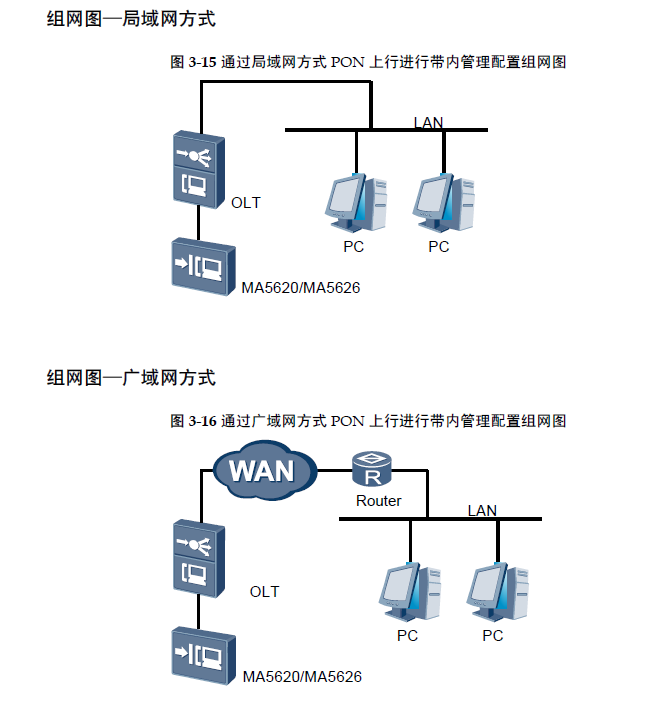 组网图—局域网方式
图 3-15 通过局域网方式 PON 上行进行带内管理配置组网图
LAN
OLT
PC
PC
MA5620/MA5626
组网图—广域网方式
图 3-16 通过广域网方式 PON 上行进行带内管理配置组网图
WAN
R
Router
LAN
OLT
PC
PC
MA5620/MA5626